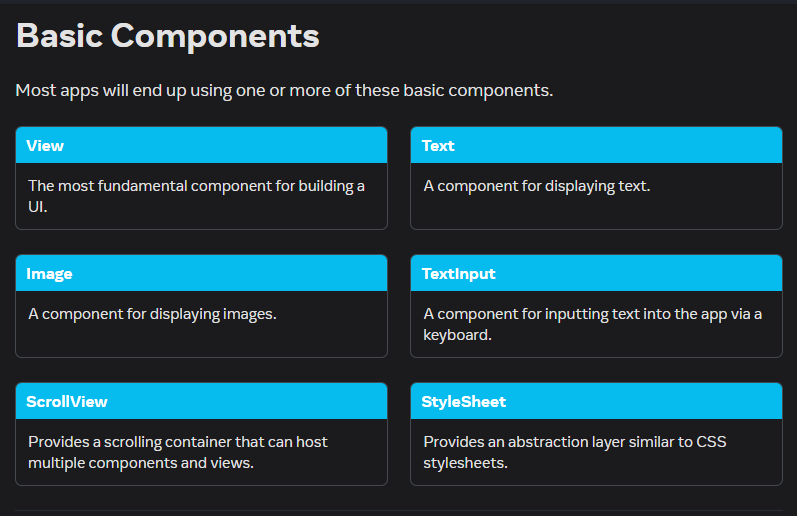 Basic Components
Most apps will end up using one or more of these basic components.
View
The most fundamental component for building a
UI.
Text
A component for displaying text.
Image
A component for displaying images.
TextInput
A component for inputting text into the app via a
keyboard.
ScrollView
Provides a scrolling container that can host
multiple components and views.
StyleSheet
Provides an abstraction layer similar to CSS
stylesheets.